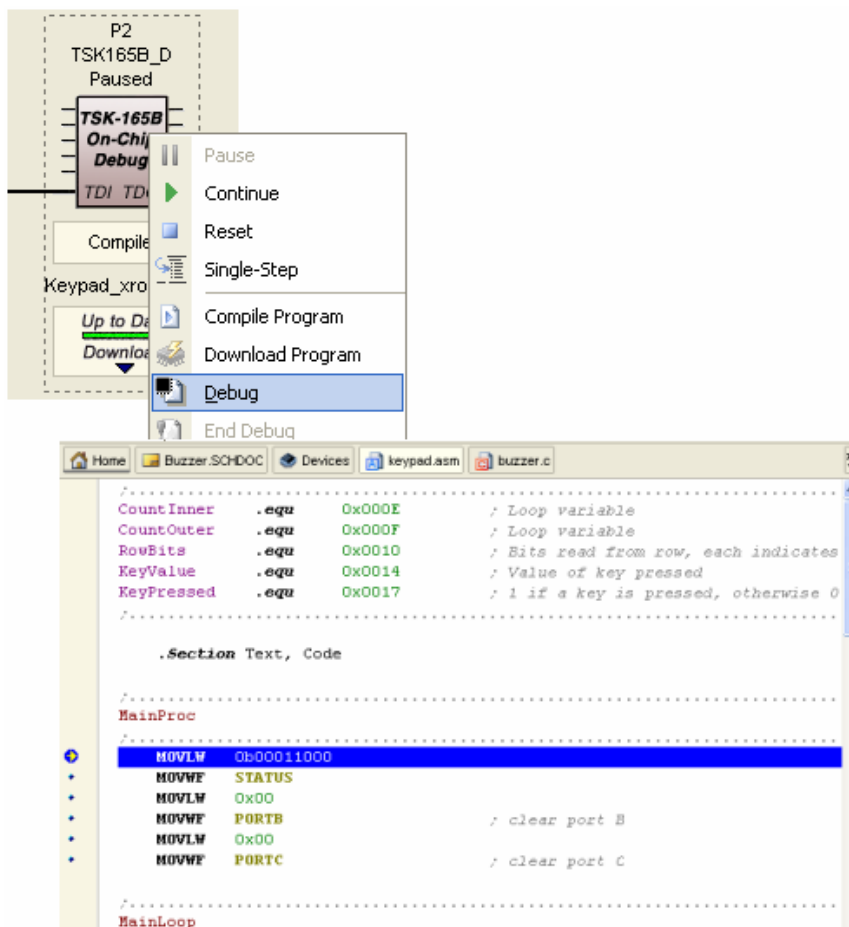 P2
TSK165B_D
Paused
TSK-165B
On-Chip
Debug
TDI TD
Compile
Keypad_xro
Up to Da
Downloa
Pause
Continue
Reset
Single-Step
Compile Program
Download Program
Debug
End Debug
Home Buzzer.SCHDOC Devices keypad.asm buzzer.c
;....................................................................
CountInner .equ 0x000E ; Loop variable
CountOuter .equ 0x000F ; Loop variable
RowBits .equ 0x0010 ; Bits read from row, each indicates
KeyValue .equ 0x0014 ; Value of key pressed
KeyPressed .equ 0x0017 ; 1 if a key is pressed, otherwise 0
;....................................................................
.Section Text, Code
;....................................................................
MainProc
;....................................................................
MOVLW 0b00011000
MOVWF STATUS
MOVLW 0x00
MOVWF PORTB ; clear port B
MOVLW 0x00
MOVWF PORTC ; clear port C
;....................................................................
MainLoop